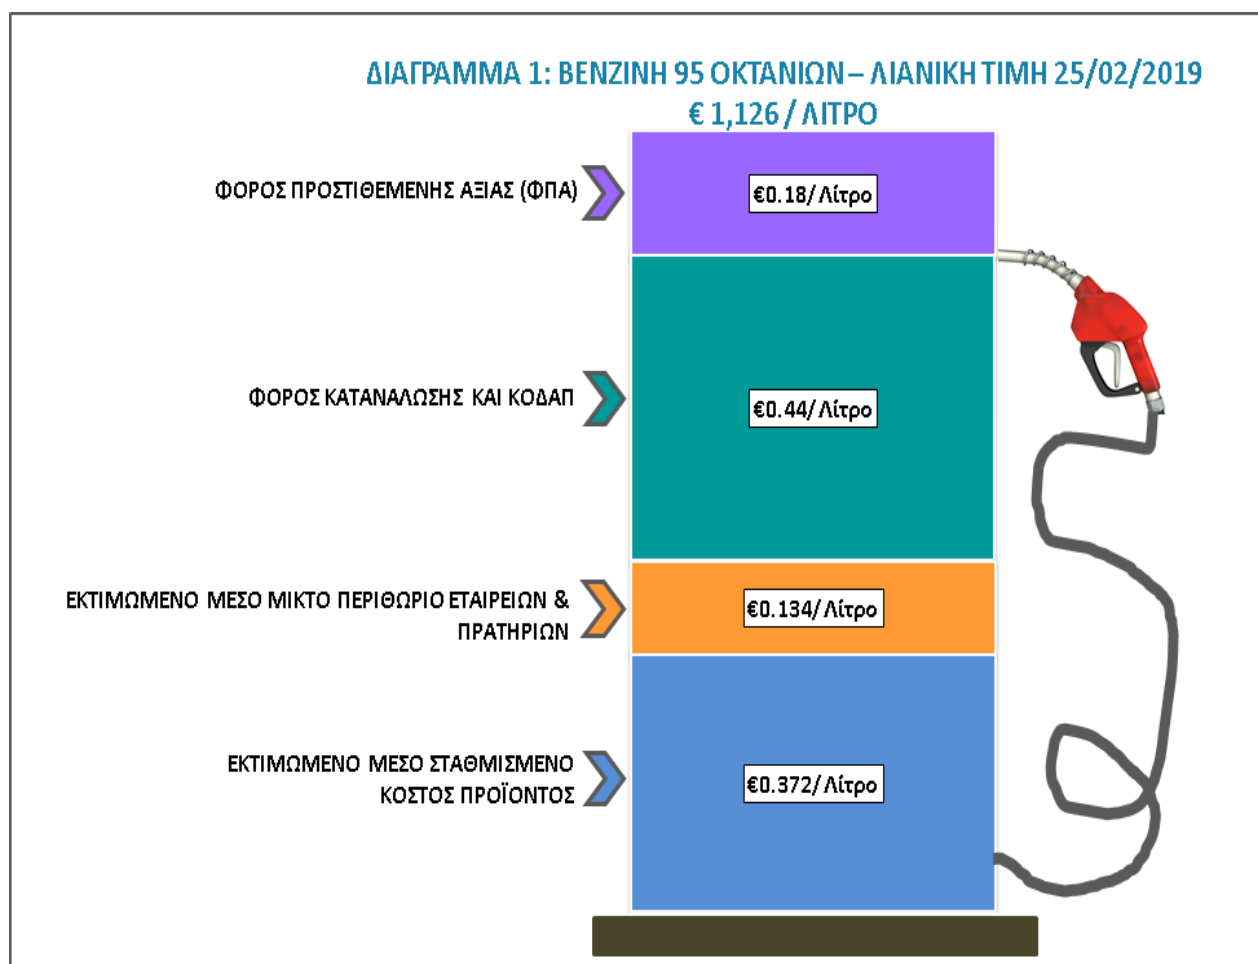 ΔΙΑΓΡΑΜΜΑ 1: ΒΕΝΖΙΝΗ 95 ΟΚΤΑΝΙΩΝ – ΛΙΑΝΙΚΗ ΤΙΜΗ 25/02/2019
€ 1,126 / ΛΙΤΡΟ
ΦΟΡΟΣ ΠΡΟΣΤΙΘΕΜΕΝΗΣ ΑΞΙΑΣ (ΦΠΑ)
€0.18/ Λίτρο
ΦΟΡΟΣ ΚΑΤΑΝΑΛΩΣΗΣ ΚΑΙ ΚΟΔΑΠ
€0.44/ Λίτρο
ΕΚΤΙΜΩΜΕΝΟ ΜΕΣΟ ΜΙΚΤΟ ΠΕΡΙΘΩΡΙΟ ΕΤΑΙΡΕΙΩΝ &
ΠΡΑΤΗΡΙΩΝ
€0.134/ Λίτρο
ΕΚΤΙΜΩΜΕΝΟ ΜΕΣΟ ΣΤΑΘΜΙΣΜΕΝΟ
ΚΟΣΤΟΣ ΠΡΟΪΟΝΤΟΣ
€0.372/ Λίτρο